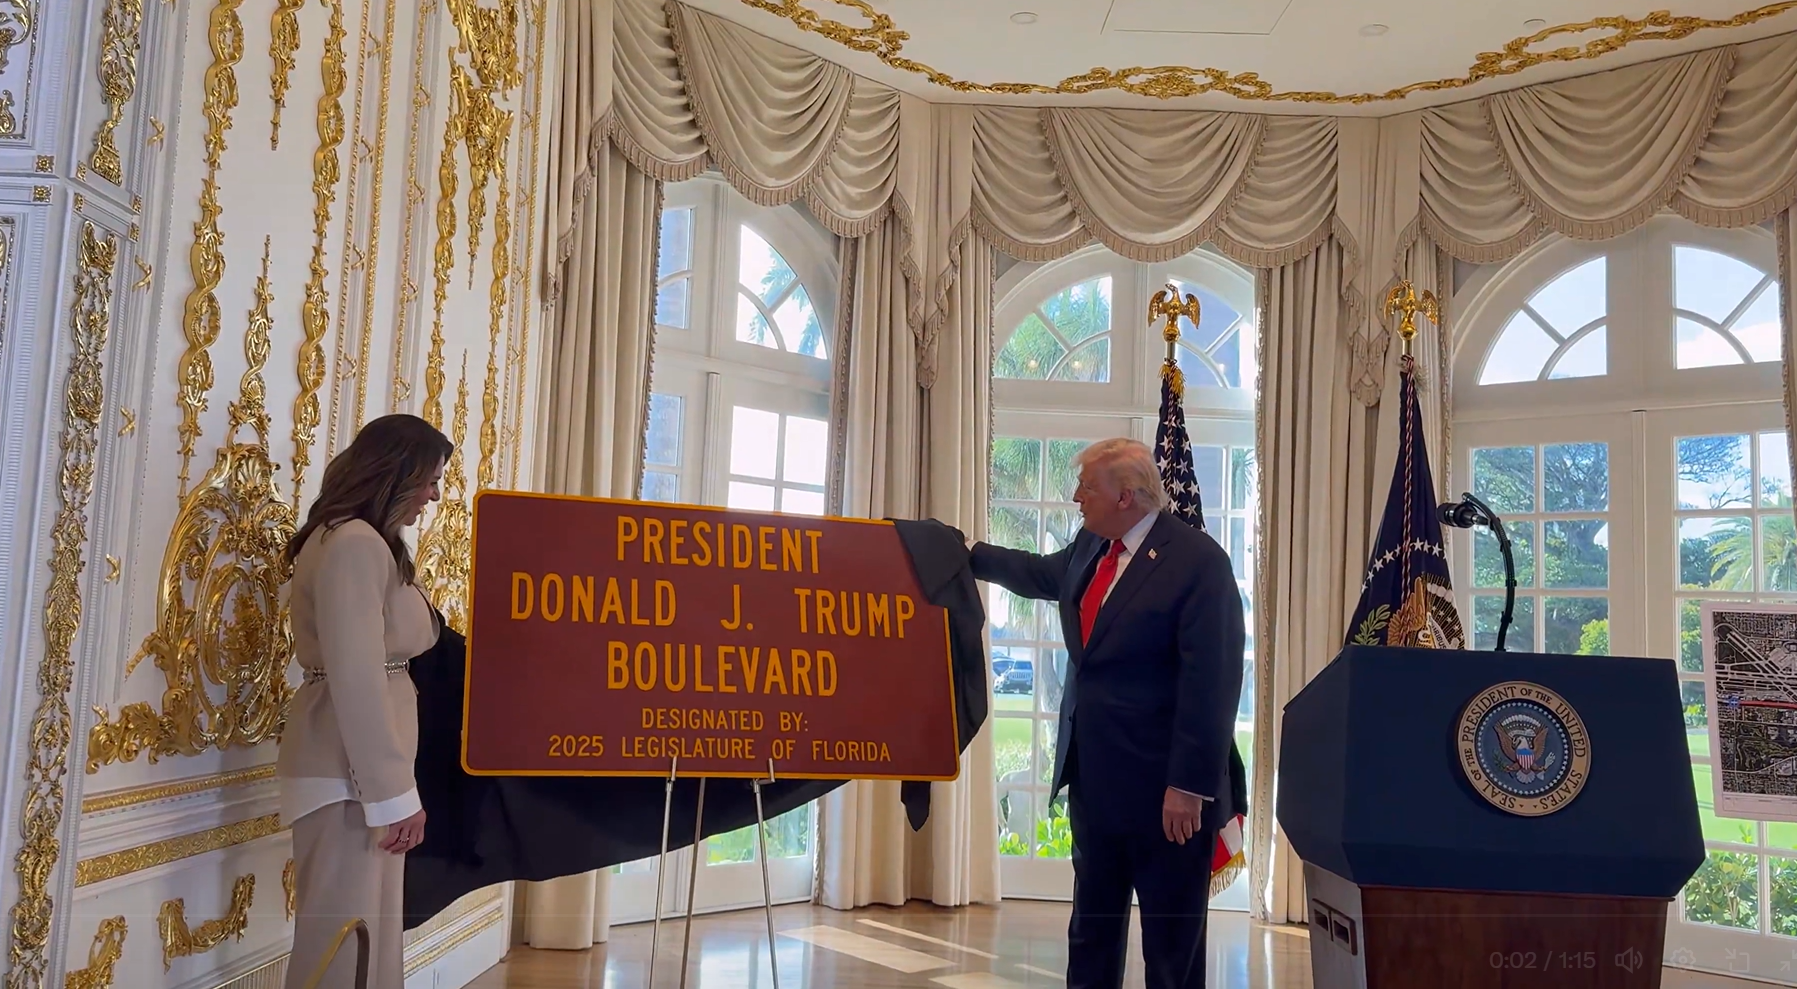 PRESIDENT
DONALD J. TRUMP
BOULEVARD
DESIGNATED BY:
2025 LEGISLATURE OF FLORIDA
SEAL OF THE PRESIDENT OF THE UNITED STATES
0:02 / 1:15